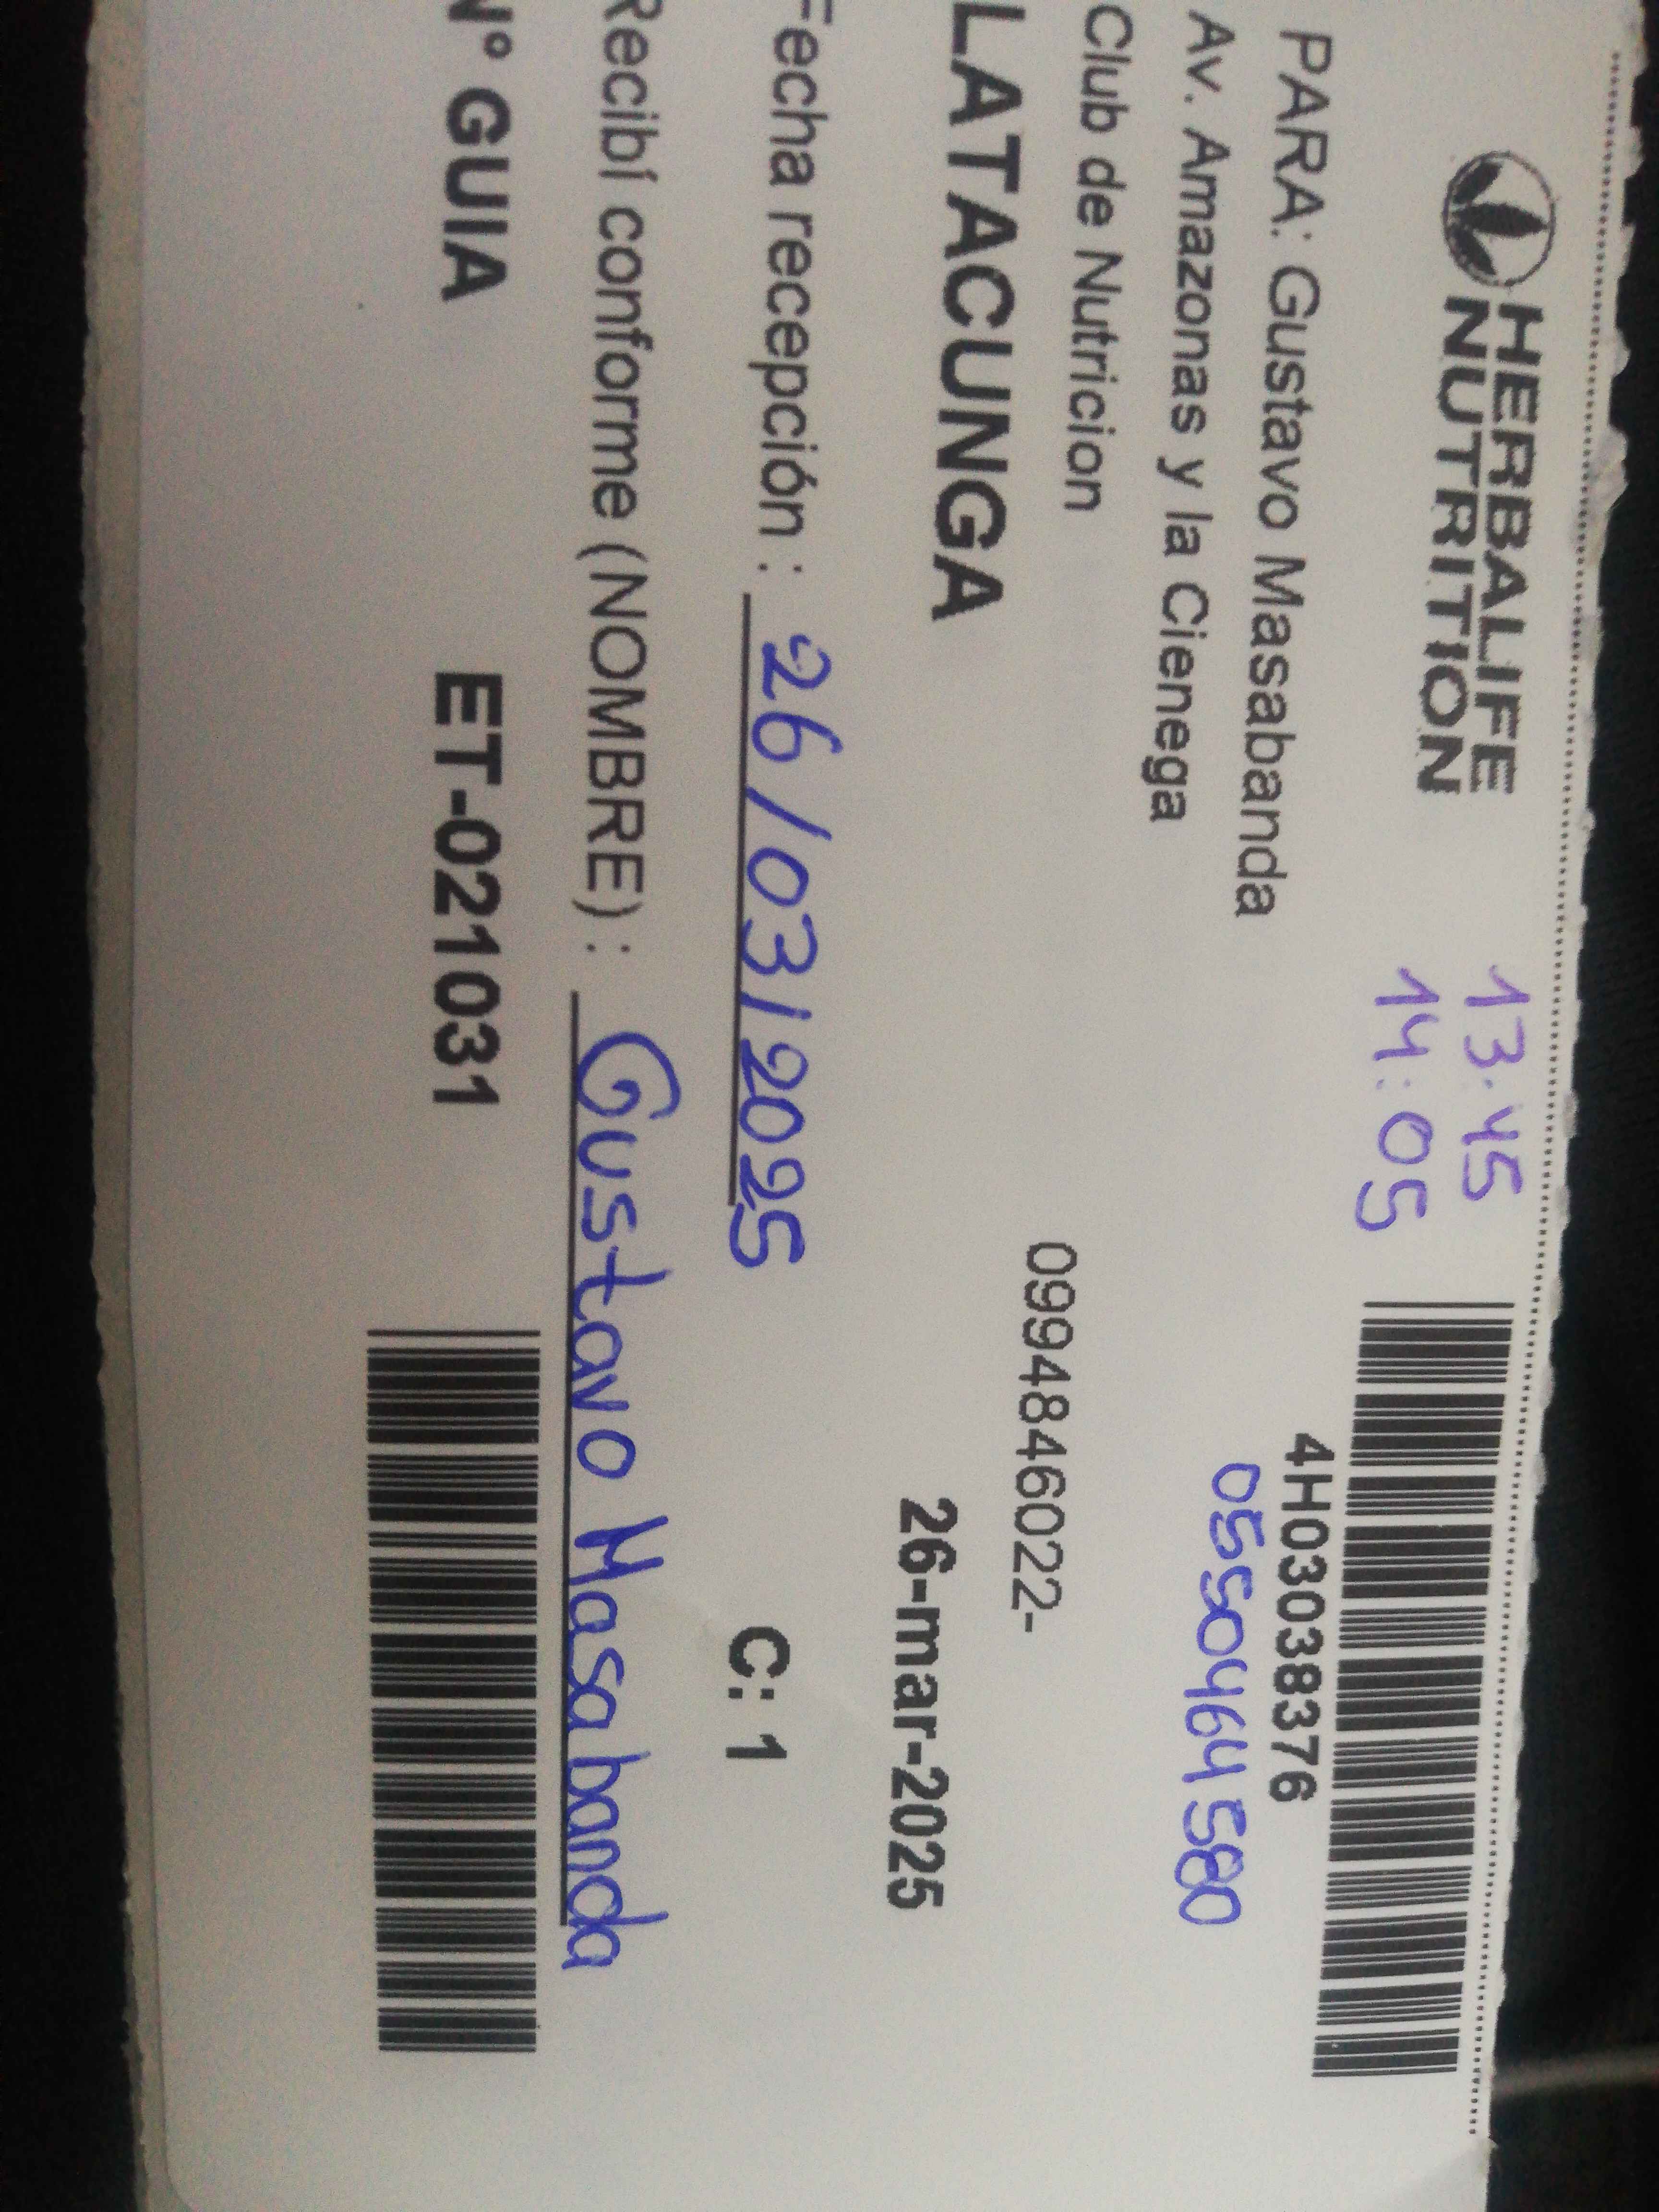 HERBALIFE
NUTRITION
13:45
14:05
4H03038376
PARA: Gustavo Masabanda
0550464580
Av. Amazonas y la Cienega
Club de Nutricion
0994846022-
LATACUNGA
26-mar-2025
Fecha recepción : 26/03/2025
C: 1
Recibí conforme (NOMBRE) : Gustavo Masabanda
N° GUIA ET-021031